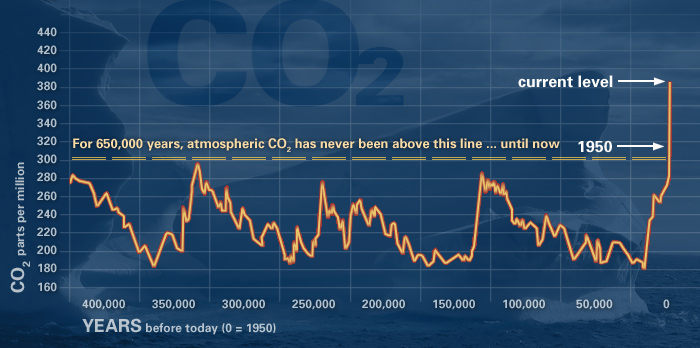 CO2
440
420
400
380
360
340
320
300
280
260
240
220
200
180
160
CO2 parts per million
current level
For 650,000 years, atmospheric CO2 has never been above this line ... until now
1950
400,000 350,000 300,000 250,000 200,000 150,000 100,000 50,000 0
YEARS before today (0 = 1950)